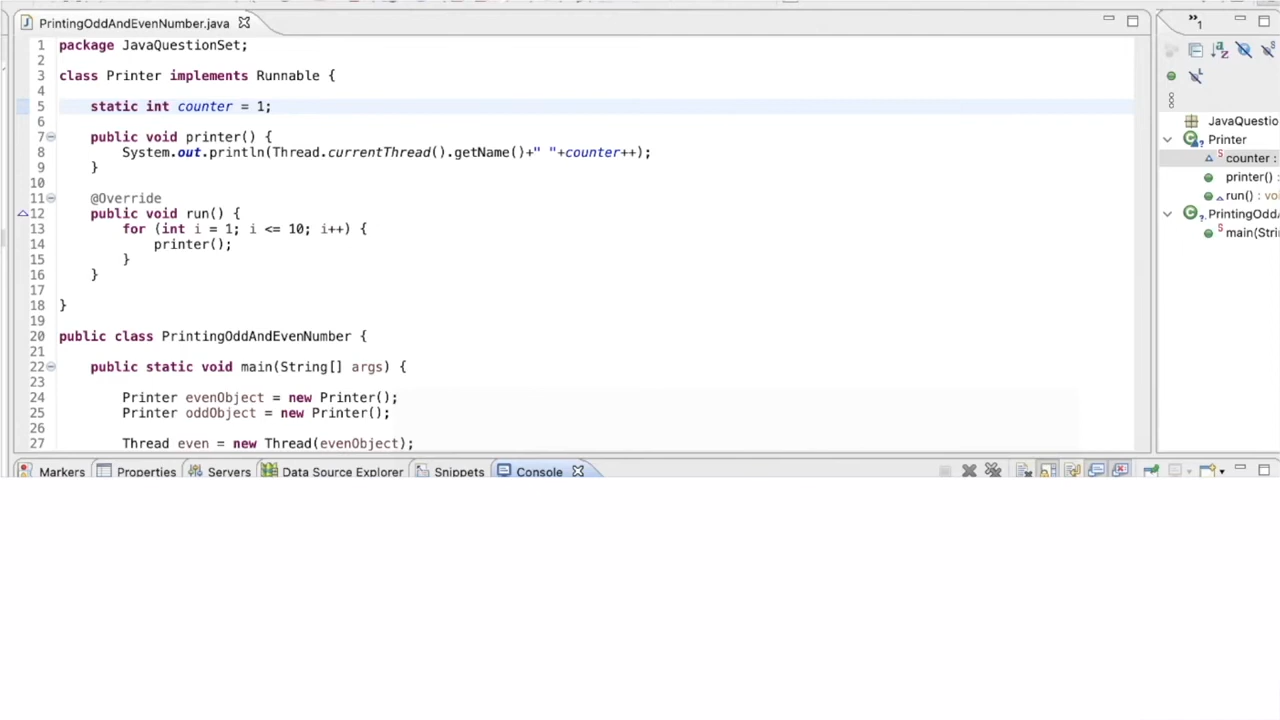 PrintingOddAndEvenNumber.java
1 package JavaQuestionSet;
2
3 class Printer implements Runnable {
4
5 static int counter = 1;
6
7 public void printer() {
8 System.out.println(Thread.currentThread().getName()+" "+counter++);
9 }
10
11 @Override
12 public void run() {
13 for (int i = 1; i <= 10; i++) {
14 printer();
15 }
16 }
17
18 }
19
20 public class PrintingOddAndEvenNumber {
21
22 public static void main(String[] args) {
23
24 Printer evenObject = new Printer();
25 Printer oddObject = new Printer();
26
27 Thread even = new Thread(evenObject);
»1
JavaQuestio
Printer
counter :
printer() :
run() : voi
PrintingOdd
main(Stri
Markers Properties Servers Data Source Explorer Snippets Console